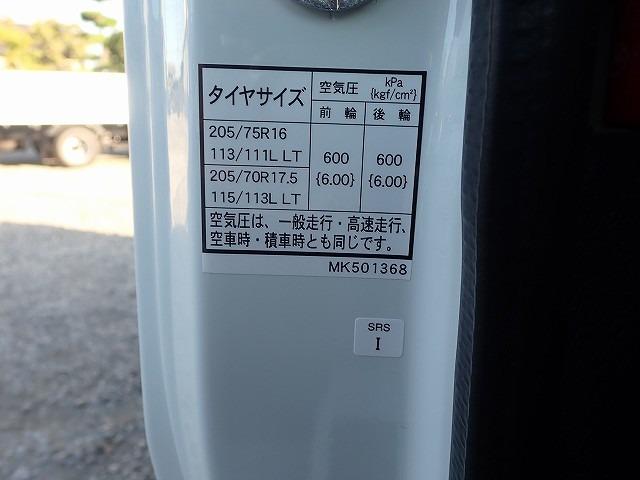 タイヤサイズ 空気圧 kPa {kgf/cm²}
前輪 後輪
205/75R16
113/111L LT
600 {6.00} 600 {6.00}
205/70R17.5
115/113L LT
空気圧は、一般走行・高速走行、
空車時・積車時とも同じです。
MK501368
SRS
I